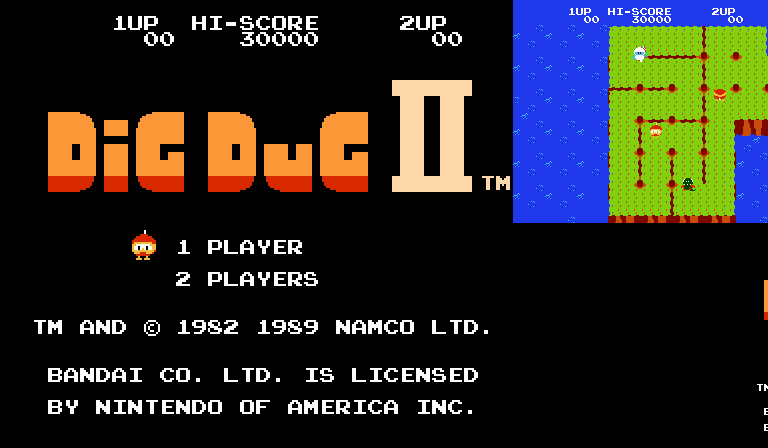 1UP HI-SCORE 2UP
00 30000 00
DiG DuG II TM
1 PLAYER
2 PLAYERS
TM AND © 1982 1989 NAMCO LTD.
BANDAI CO. LTD. IS LICENSED
BY NINTENDO OF AMERICA INC.
1UP HI-SCORE 2UP
00 30000 00